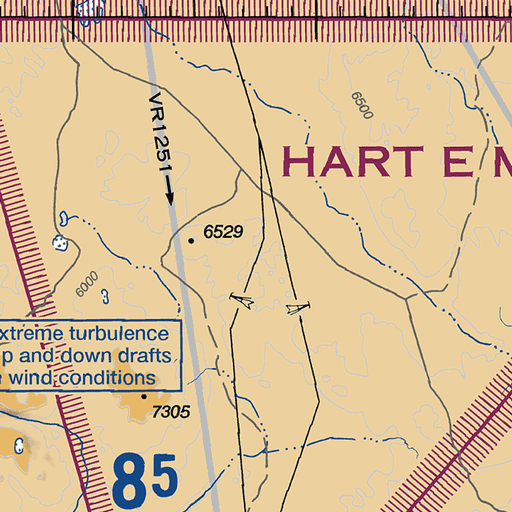 6500
VR1251
HART E M
6529
6000
xtreme turbulence
p and down drafts
wind conditions
7305
85